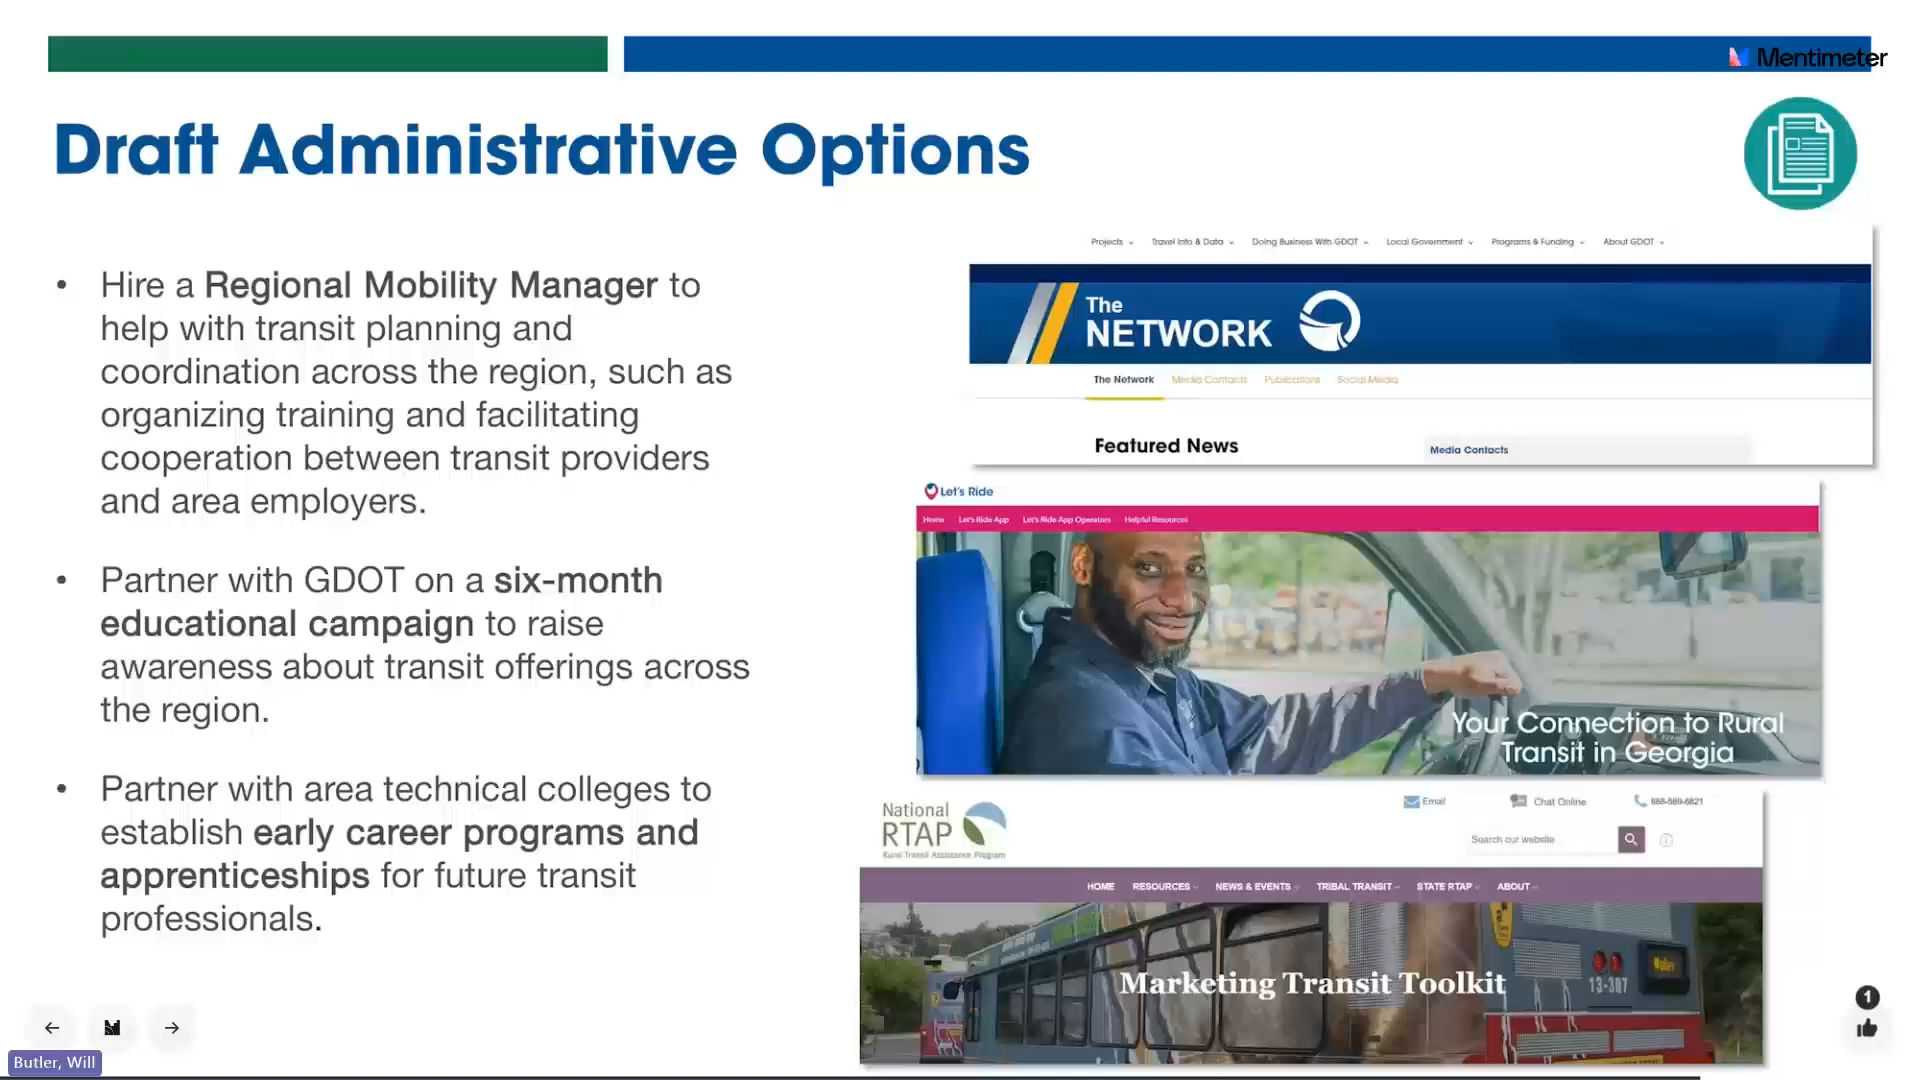 Mentimeter
Draft Administrative Options
• Hire a Regional Mobility Manager to
help with transit planning and
coordination across the region, such as
organizing training and facilitating
cooperation between transit providers
and area employers.
• Partner with GDOT on a six-month
educational campaign to raise
awareness about transit offerings across
the region.
• Partner with area technical colleges to
establish early career programs and
apprenticeships for future transit
professionals.
Projects Travel Info & Data Doing Business With GDOT Local Government Programs & Funding About GDOT
The
NETWORK
The Network Media Contacts Publications Social Media
Featured News
Media Contacts
Let's Ride
Home Let's Ride App Let's Ride App Operators Helpful Resources
Your Connection to Rural
Transit in Georgia
National
RTAP
Rural Transit Assistance Program
Email Chat Online 888-589-6821
Search our website
HOME RESOURCES NEWS & EVENTS TRIBAL TRANSIT STATE RTAP ABOUT
Marketing Transit Toolkit
13-307
1
Butler, Will